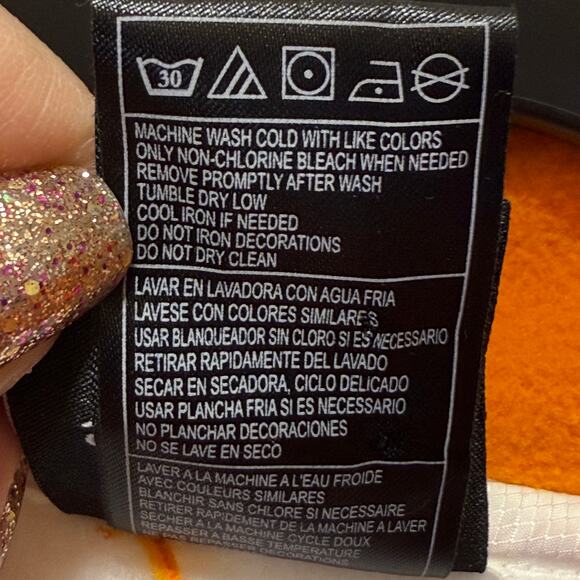 30
MACHINE WASH COLD WITH LIKE COLORS
ONLY NON-CHLORINE BLEACH WHEN NEEDED
REMOVE PROMPTLY AFTER WASH
TUMBLE DRY LOW
COOL IRON IF NEEDED
DO NOT IRON DECORATIONS
DO NOT DRY CLEAN
LAVAR EN LAVADORA CON AGUA FRIA
LAVESE CON COLORES SIMILARES
USAR BLANQUEADOR SIN CLORO SI ES NECESSARIO
RETIRAR RAPIDAMENTE DEL LAVADO
SECAR EN SECADORA, CICLO DELICADO
USAR PLANCHA FRIA SI ES NECESSARIO
NO PLANCHAR DECORACIONES
NO SE LAVE EN SECO
LAVER A LA MACHINE A L'EAU FROIDE
AVEC COULEURS SIMILARES
BLANCHIR SANS CHLORE SI NECESSAIRE
RETIRER RAPIDEMENT DE LA MACHINE A LAVER
SECHER A LA MACHINE CYCLE DOUX
REPASSER A BASSE TEMPERATURE
NE PAS REPASSER DECORATIONS